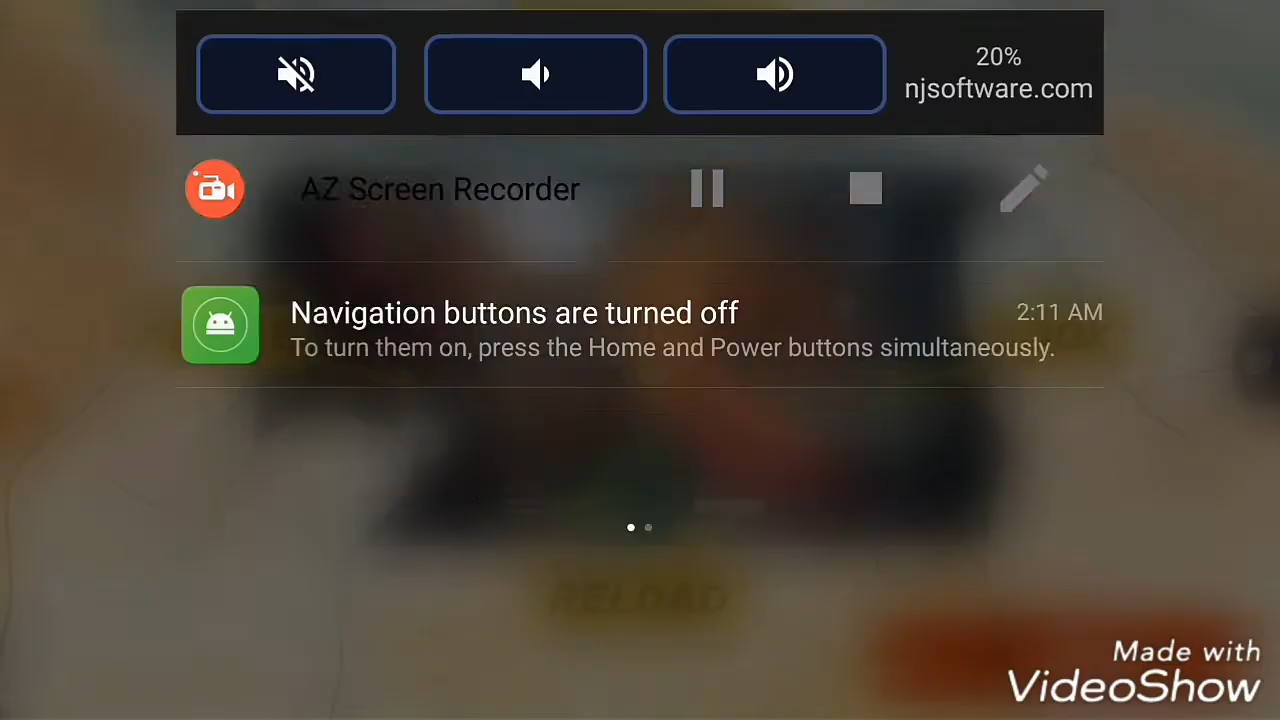 20%
njsoftware.com
AZ Screen Recorder
Navigation buttons are turned off
2:11 AM
To turn them on, press the Home and Power buttons simultaneously.
RELOAD
Made with
VideoShow